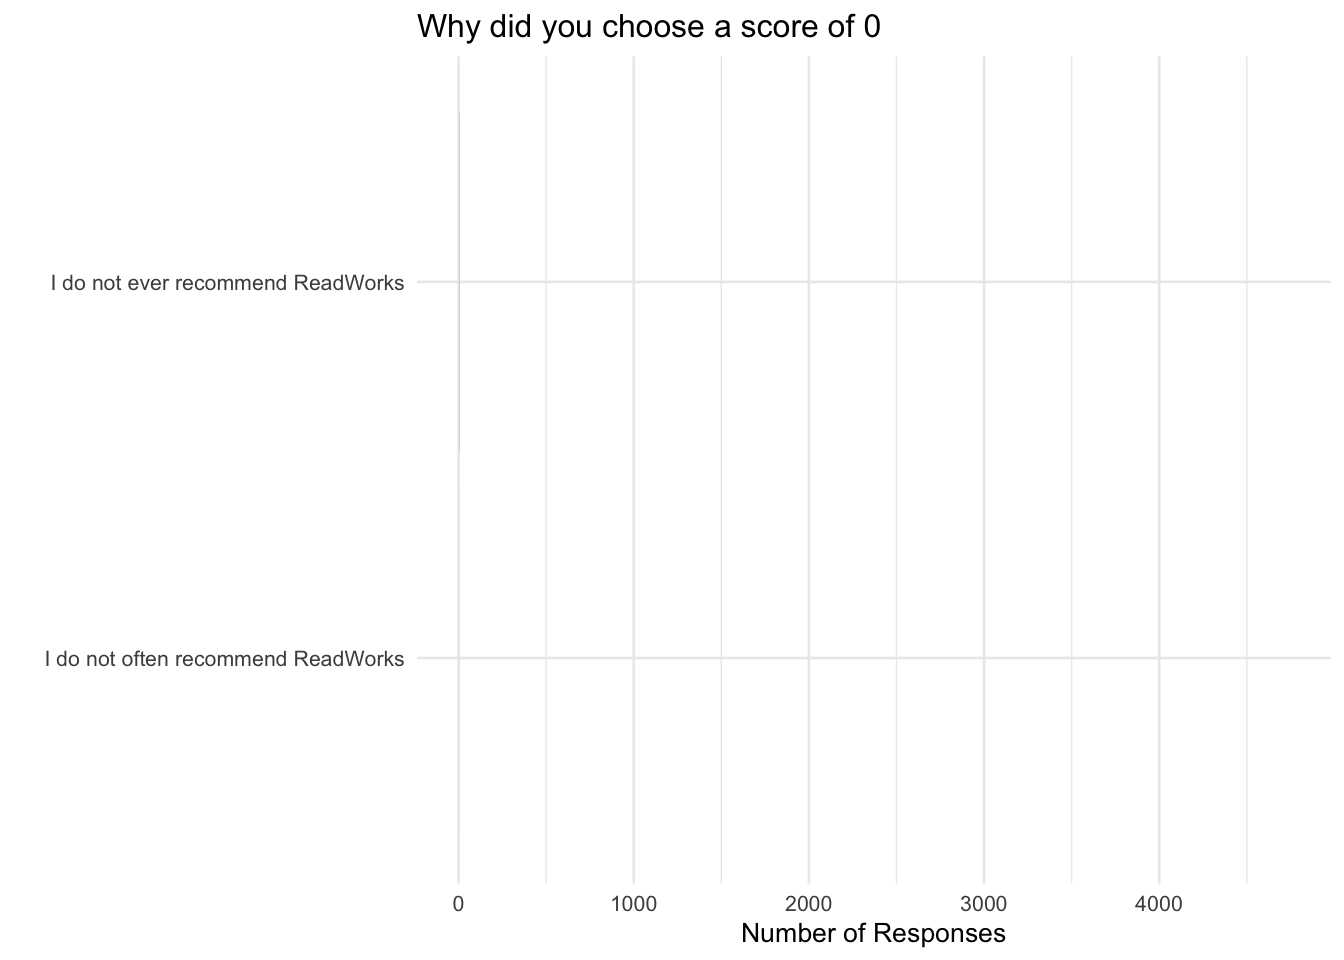 Why did you choose a score of 0
I do not ever recommend ReadWorks
I do not often recommend ReadWorks
0 1000 2000 3000 4000
Number of Responses